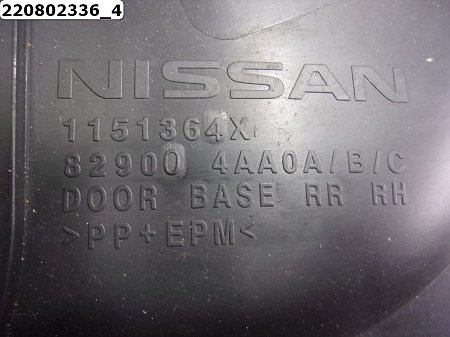 220802336_4
NISSAN
1151364X
82900 4AA0A/B/C
DOOR BASE RR RH
>PP+EPM<